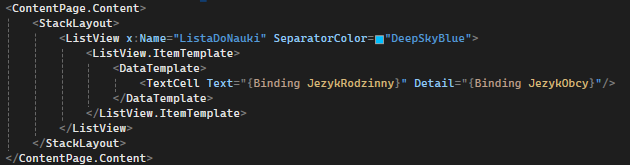 <ContentPage.Content>
<StackLayout>
<ListView x:Name="ListaDoNauki" SeparatorColor="DeepSkyBlue">
<ListView.ItemTemplate>
<DataTemplate>
<TextCell Text="{Binding JezykRodzinny}" Detail="{Binding JezykObcy}"/>
</DataTemplate>
</ListView.ItemTemplate>
</ListView>
</StackLayout>
</ContentPage.Content>